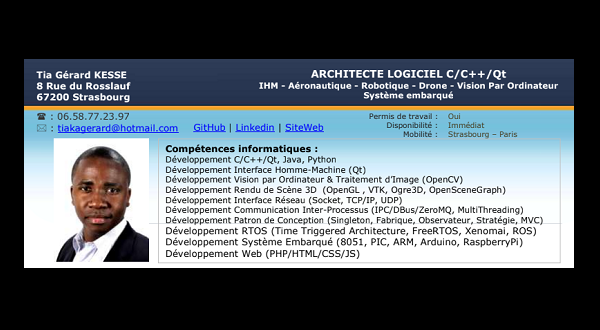 Tia Gérard KESSE
8 Rue du Rosslauf
67200 Strasbourg
ARCHITECTE LOGICIEL C/C++/Qt
IHM - Aéronautique - Robotique - Drone - Vision Par Ordinateur
Système embarqué
☎ : 06.58.77.23.97
✉ : tiakagerard@hotmail.com GitHub | Linkedin | SiteWeb
Permis de travail : Oui
Disponibilité : Immédiat
Mobilité : Strasbourg – Paris
Compétences informatiques :
Développement C/C++/Qt, Java, Python
Développement Interface Homme-Machine (Qt)
Développement Vision par Ordinateur & Traitement d'Image (OpenCV)
Développement Rendu de Scène 3D (OpenGL , VTK, Ogre3D, OpenSceneGraph)
Développement Interface Réseau (Socket, TCP/IP, UDP)
Développement Communication Inter-Processus (IPC/DBus/ZeroMQ, MultiThreading)
Développement Patron de Conception (Singleton, Fabrique, Observateur, Stratégie, MVC)
Développement RTOS (Time Triggered Architecture, FreeRTOS, Xenomai, ROS)
Développement Système Embarqué (8051, PIC, ARM, Arduino, RaspberryPi)
Développement Web (PHP/HTML/CSS/JS)